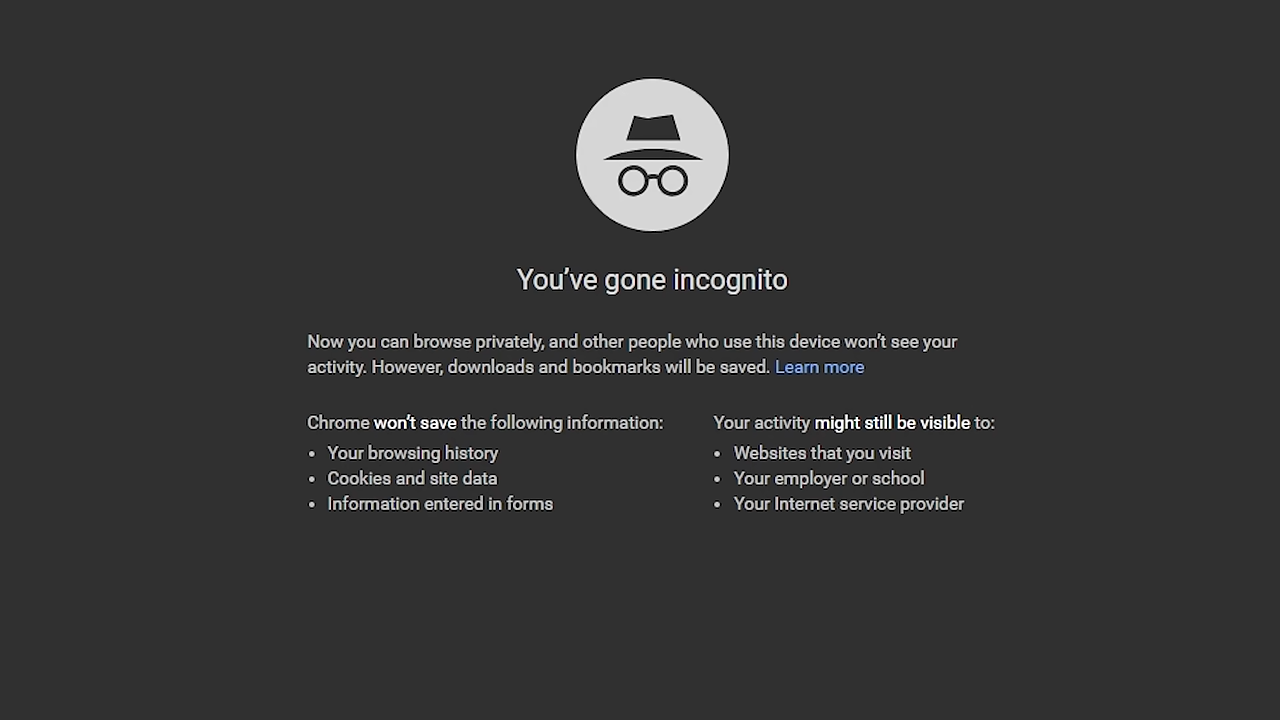 You’ve gone incognito
Now you can browse privately, and other people who use this device won’t see your
activity. However, downloads and bookmarks will be saved. Learn more
Chrome won’t save the following information:
• Your browsing history
• Cookies and site data
• Information entered in forms
Your activity might still be visible to:
• Websites that you visit
• Your employer or school
• Your Internet service provider